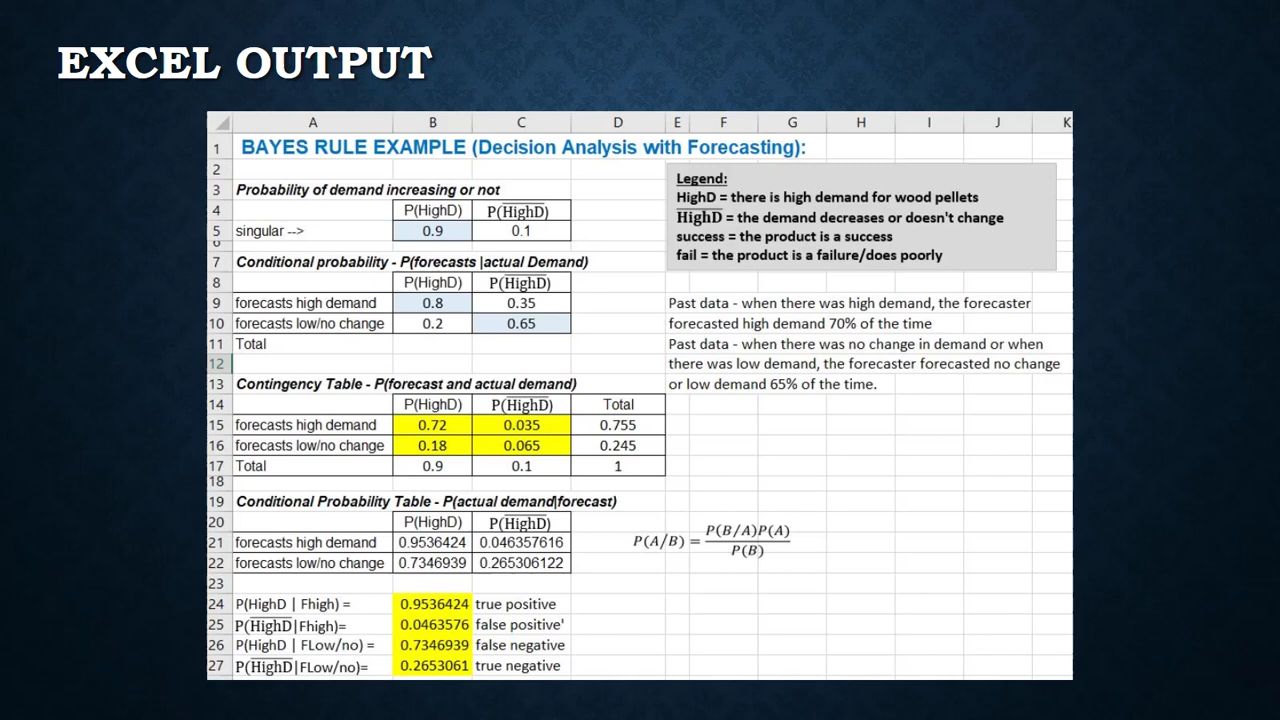 EXCEL OUTPUT
A B C D E F G H I J K
1 BAYES RULE EXAMPLE (Decision Analysis with Forecasting):
2
Legend:
HighD = there is high demand for wood pellets
H̅i̅g̅h̅D̅ = the demand decreases or doesn't change
success = the product is a success
fail = the product is a failure/does poorly
3 Probability of demand increasing or not
4 P(HighD) P(H̅i̅g̅h̅D̅)
5 singular --> 0.9 0.1
6
7 Conditional probability - P(forecasts |actual Demand)
8 P(HighD) P(H̅i̅g̅h̅D̅)
9 forecasts high demand 0.8 0.35 Past data - when there was high demand, the forecaster
10 forecasts low/no change 0.2 0.65 forecasted high demand 70% of the time
11 Total Past data - when there was no change in demand or when
12 there was low demand, the forecaster forecasted no change
13 Contingency Table - P(forecast and actual demand) or low demand 65% of the time.
14 P(HighD) P(H̅i̅g̅h̅D̅) Total
15 forecasts high demand 0.72 0.035 0.755
16 forecasts low/no change 0.18 0.065 0.245
17 Total 0.9 0.1 1
18
19 Conditional Probability Table - P(actual demand|forecast)
20 P(HighD) P(H̅i̅g̅h̅D̅)
21 forecasts high demand 0.9536424 0.046357616 P(A/B) = P(B/A)P(A) / P(B)
22 forecasts low/no change 0.7346939 0.265306122
23
24 P(HighD | Fhigh) = 0.9536424 true positive
25 P(H̅i̅g̅h̅D̅|Fhigh)= 0.0463576 false positive'
26 P(HighD | FLow/no) = 0.7346939 false negative
27 P(H̅i̅g̅h̅D̅|FLow/no)= 0.2653061 true negative